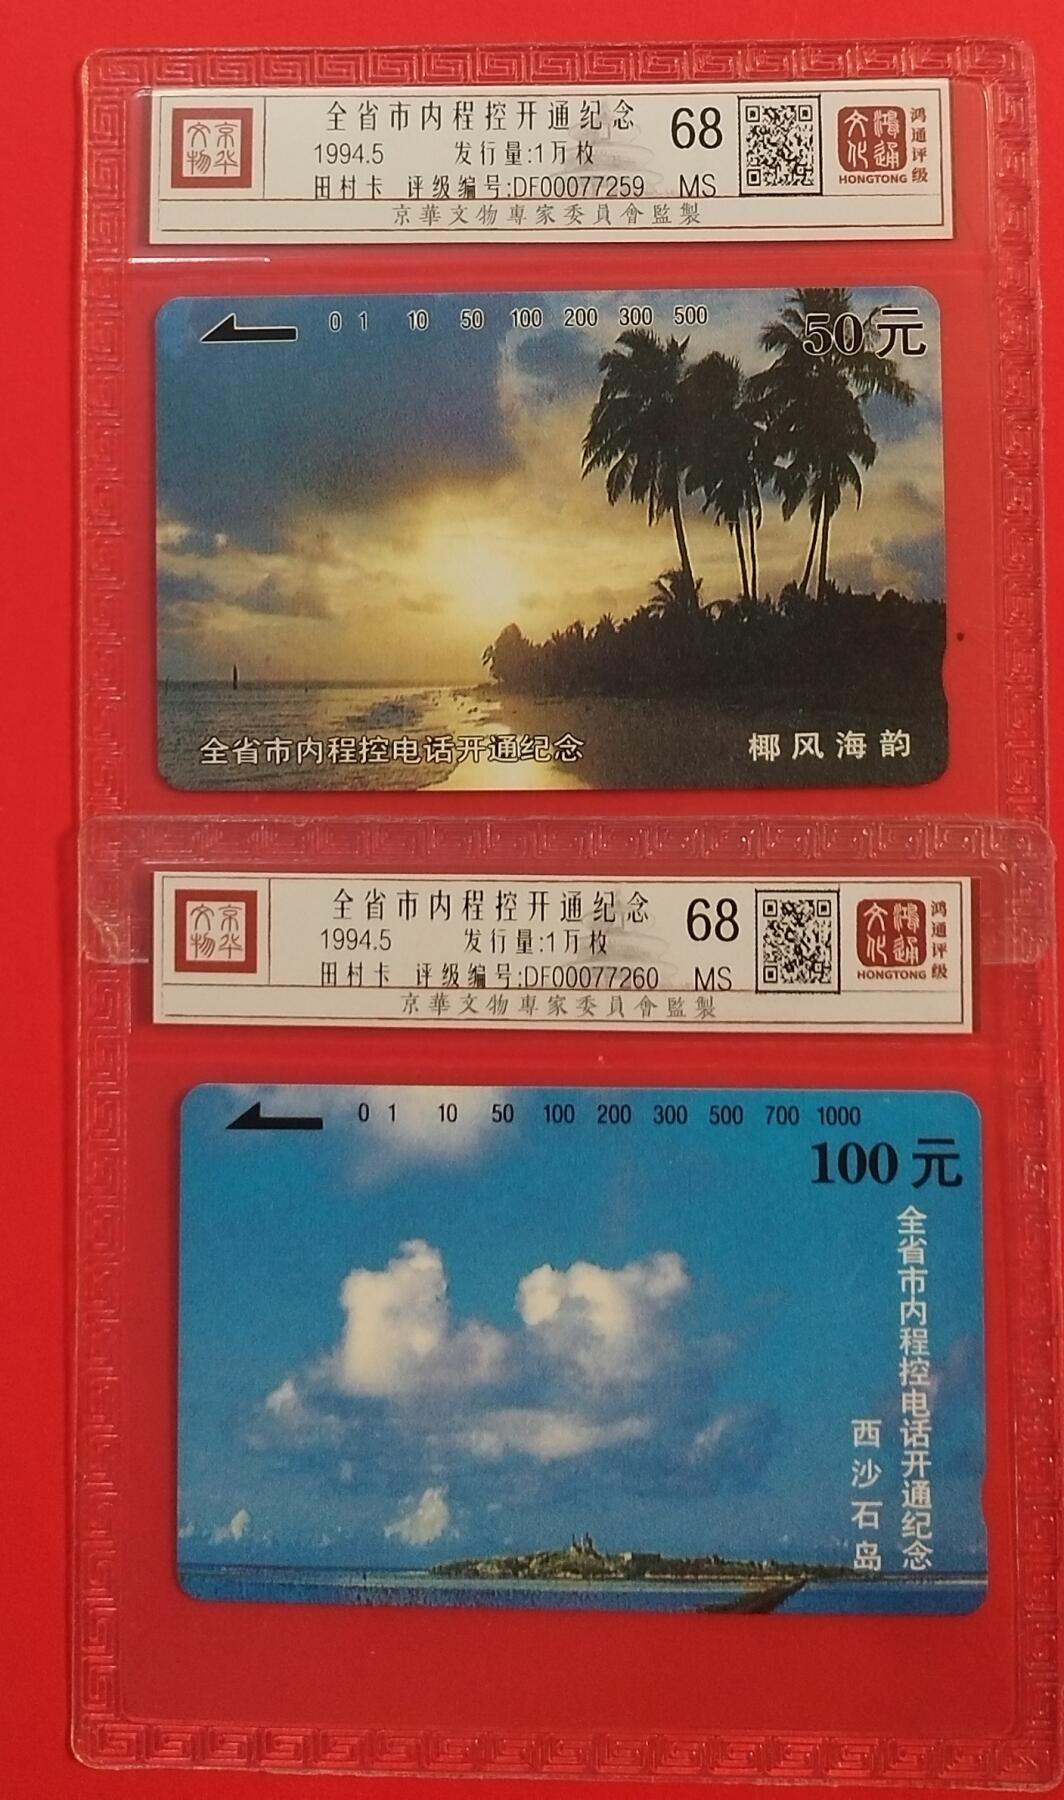 京华文物
全省市内程控开通纪念
1994.5 发行量:1万枚
田村卡 评级编号:DF00077259
68
MS
鸿通文化
HONGTONG
鸿通评级
京華文物專家委員會監製
0 1 10 50 100 200 300 500
50元
全省市内程控电话开通纪念
椰风海韵
京华文物
全省市内程控开通纪念
1994.5 发行量:1万枚
田村卡 评级编号:DF00077260
68
MS
鸿通文化
HONGTONG
鸿通评级
京華文物專家委員會監製
0 1 10 50 100 200 300 500 700 1000
100元
全省市内程控电话开通纪念
西沙石岛